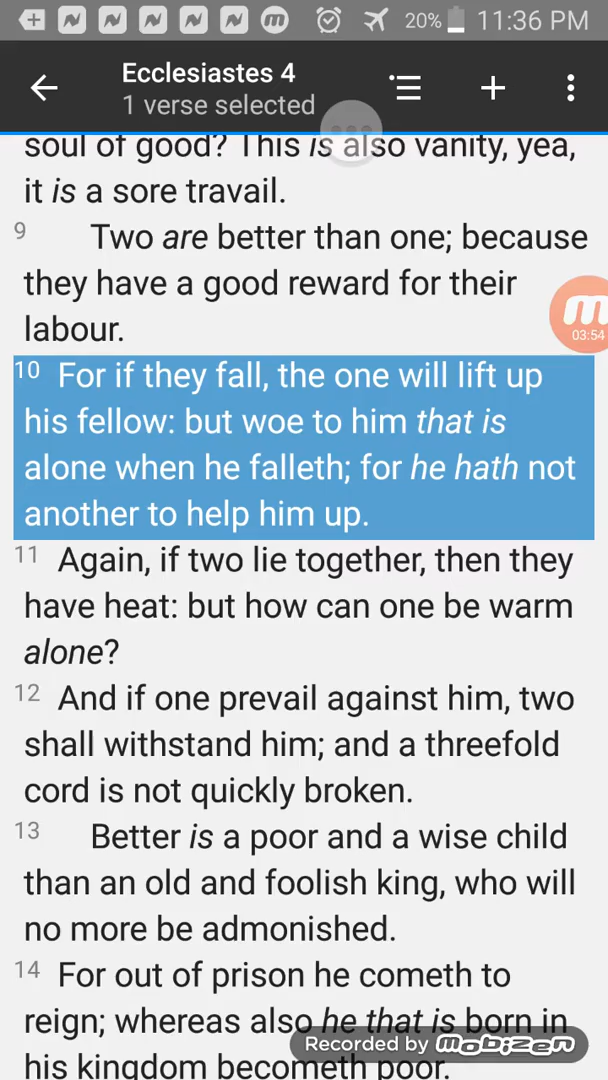 20% 11:36 PM
Ecclesiastes 4
1 verse selected
soul of good? This is also vanity, yea,
it is a sore travail.
9 Two are better than one; because
they have a good reward for their
labour.
03:54
10 For if they fall, the one will lift up
his fellow: but woe to him that is
alone when he falleth; for he hath not
another to help him up.
11 Again, if two lie together, then they
have heat: but how can one be warm
alone?
12 And if one prevail against him, two
shall withstand him; and a threefold
cord is not quickly broken.
13 Better is a poor and a wise child
than an old and foolish king, who will
no more be admonished.
14 For out of prison he cometh to
reign; whereas also he that is born in
Recorded by mobizen
his kingdom becometh poor.